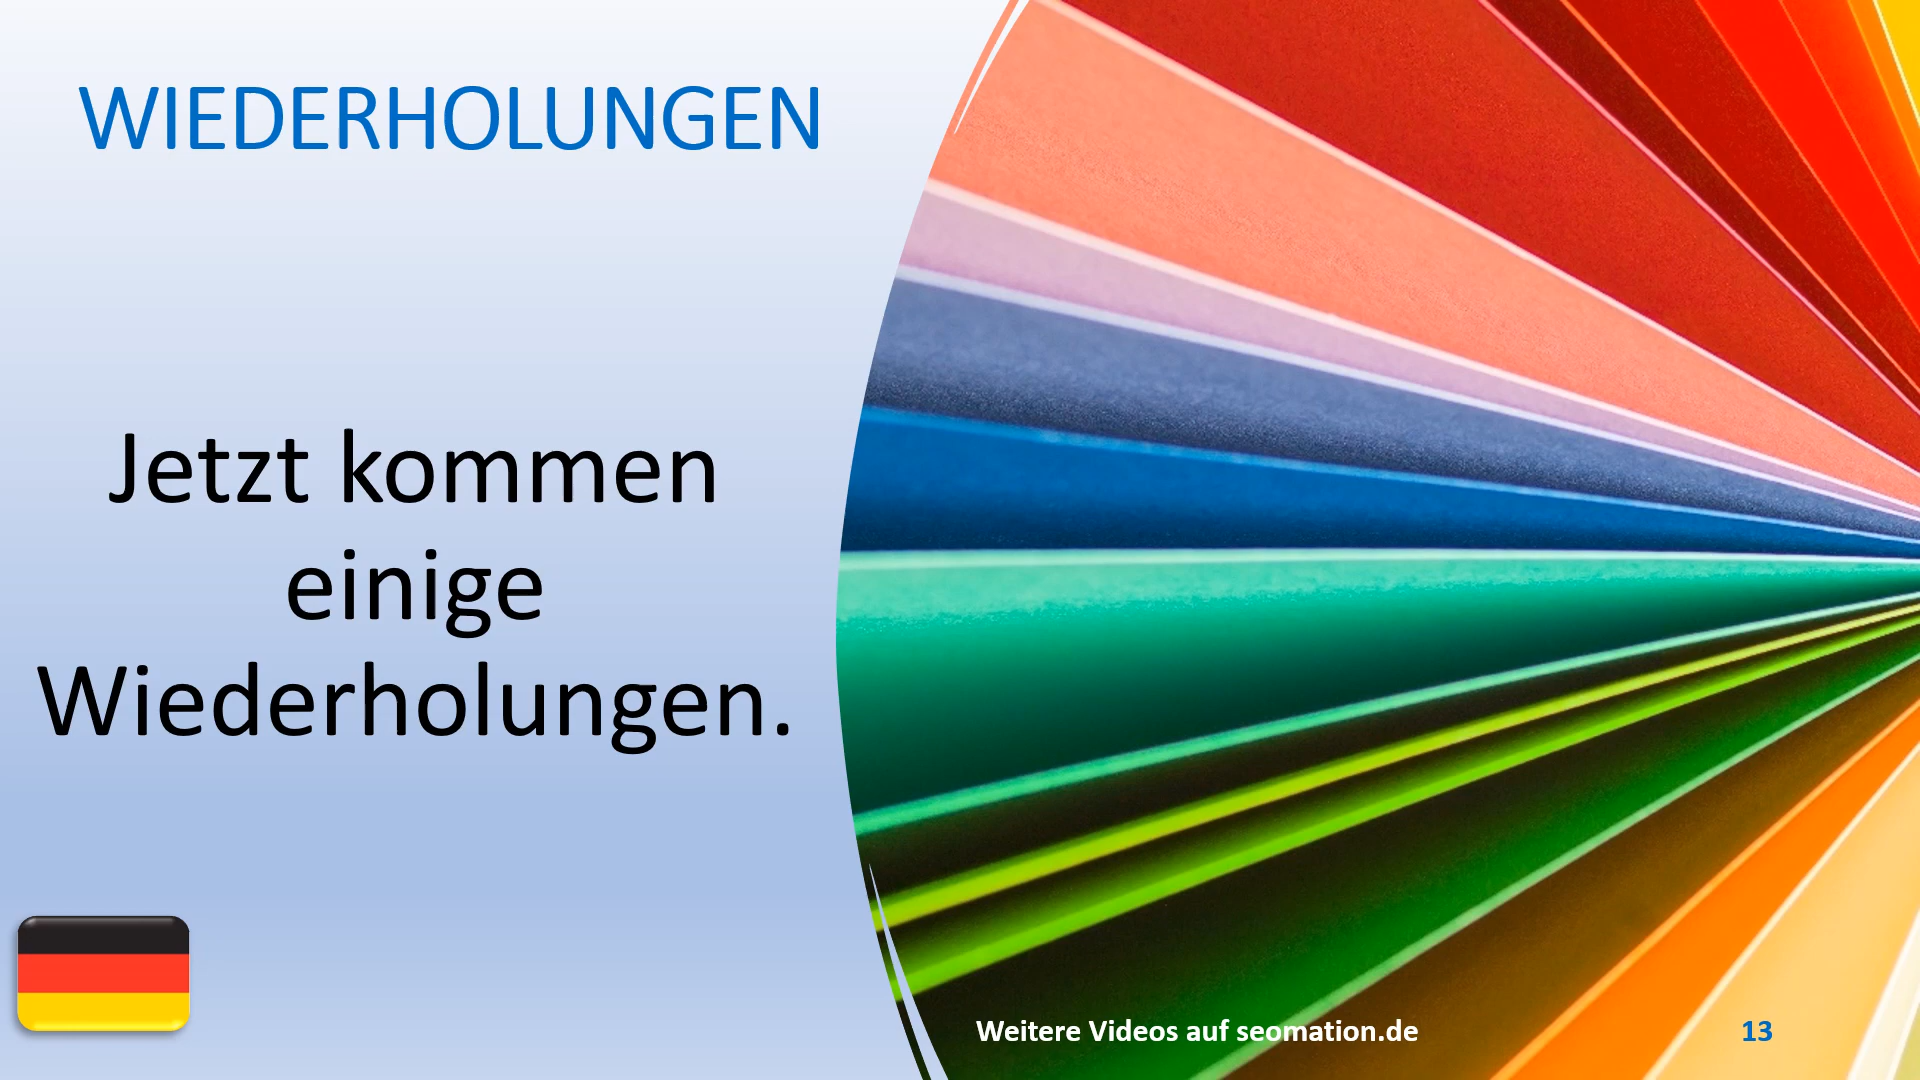 WIEDERHOLUNGEN
Jetzt kommen
einige
Wiederholungen.
Weitere Videos auf seomation.de
13